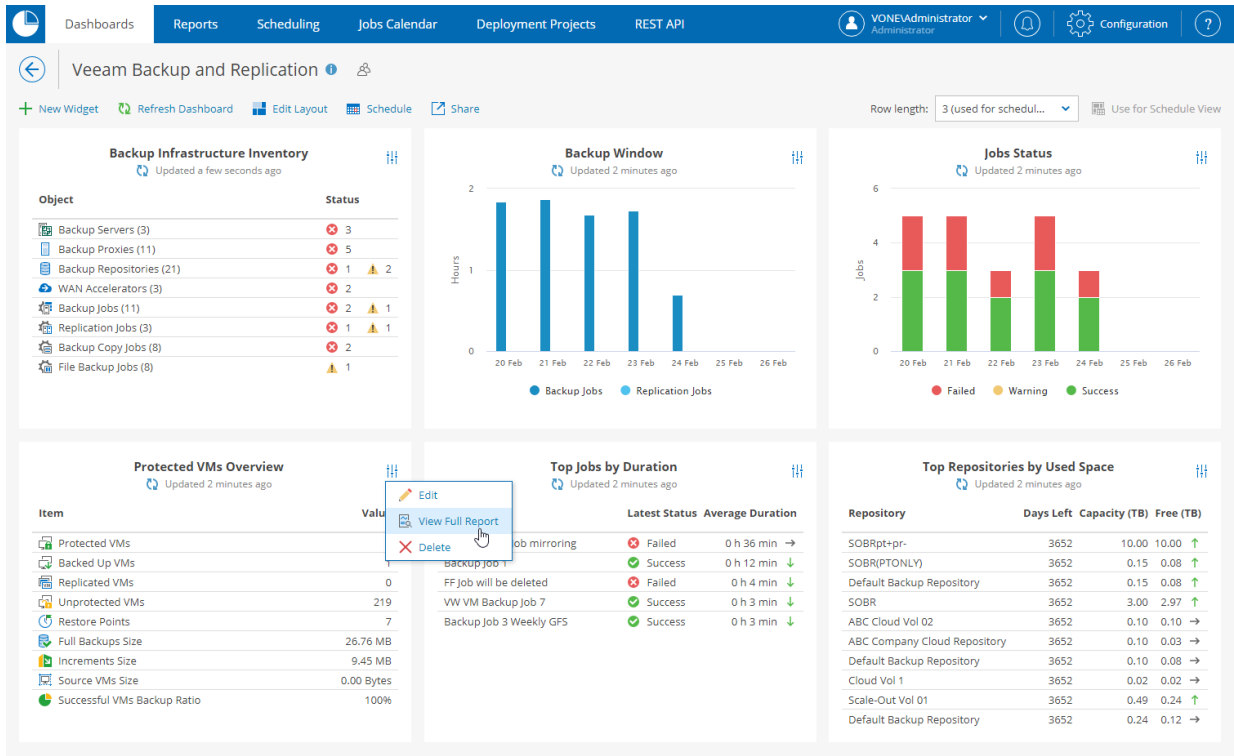 Dashboards Reports Scheduling Jobs Calendar Deployment Projects REST API VONE\Administrator Administrator Configuration ?
Veeam Backup and Replication
New Widget Refresh Dashboard Edit Layout Schedule Share Row length: 3 (used for schedul... Use for Schedule View
Backup Infrastructure Inventory
Updated a few seconds ago
Object Status
Backup Servers (3) 3
Backup Proxies (11) 5
Backup Repositories (21) 1 2
WAN Accelerators (3) 2
Backup Jobs (11) 2 1
Replication Jobs (3) 1 1
Backup Copy Jobs (8) 2
File Backup Jobs (8) 1
Backup Window
Updated 2 minutes ago
2
1
0
Hours
20 Feb 21 Feb 22 Feb 23 Feb 24 Feb 25 Feb 26 Feb
Backup Jobs Replication Jobs
Jobs Status
Updated 2 minutes ago
6
4
2
0
Jobs
20 Feb 21 Feb 22 Feb 23 Feb 24 Feb 25 Feb 26 Feb
Failed Warning Success
Protected VMs Overview
Updated 2 minutes ago
Item
Protected VMs
Backed Up VMs
Replicated VMs 0
Unprotected VMs 219
Restore Points 7
Full Backups Size 26.76 MB
Increments Size 9.45 MB
Source VMs Size 0.00 Bytes
Successful VMs Backup Ratio 100%
Edit
View Full Report
Delete
Top Jobs by Duration
Updated 2 minutes ago
Latest Status Average Duration
mirroring Failed 0 h 36 min
Backup Job 1 Success 0 h 12 min
FF Job will be deleted Failed 0 h 4 min
VW VM Backup Job 7 Success 0 h 3 min
Backup Job 3 Weekly GFS Success 0 h 3 min
Top Repositories by Used Space
Updated 2 minutes ago
Repository Days Left Capacity (TB) Free (TB)
SOBRpt+pr- 3652 10.00 10.00
SOBR(PTONLY) 3652 0.15 0.08
Default Backup Repository 3652 0.15 0.08
SOBR 3652 3.00 2.97
ABC Cloud Vol 02 3652 0.10 0.10
ABC Company Cloud Repository 3652 0.10 0.03
Default Backup Repository 3652 0.10 0.08
Cloud Vol 1 3652 0.02 0.02
Scale-Out Vol 01 3652 0.49 0.24
Default Backup Repository 3652 0.24 0.12